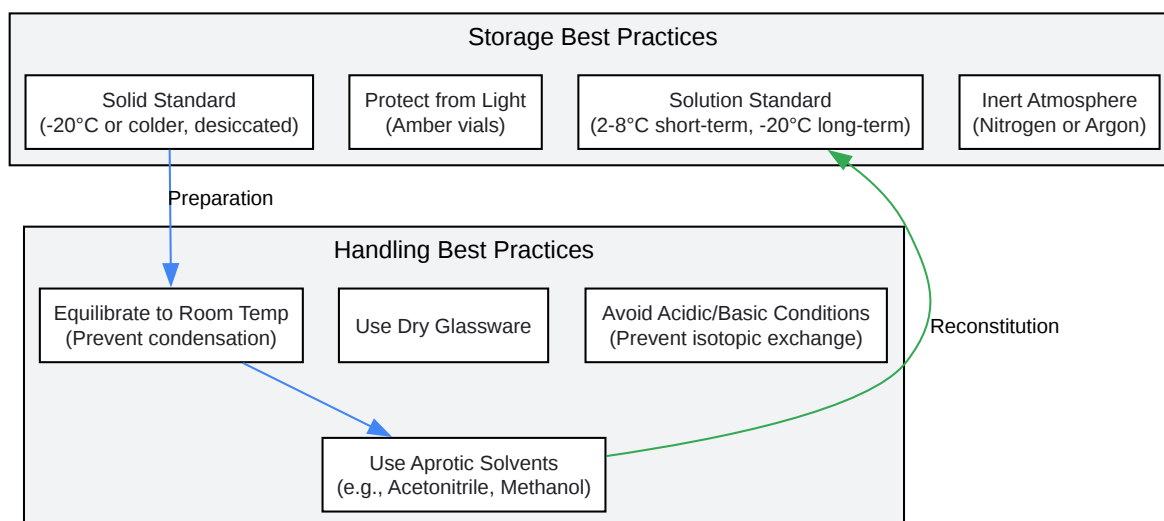 Storage Best Practices
Solid Standard
(-20°C or colder, desiccated)
Protect from Light
(Amber vials)
Solution Standard
(2-8°C short-term, -20°C long-term)
Inert Atmosphere
(Nitrogen or Argon)
Preparation
Handling Best Practices
Equilibrate to Room Temp
(Prevent condensation)
Use Dry Glassware
Avoid Acidic/Basic Conditions
(Prevent isotopic exchange)
Reconstitution
Use Aprotic Solvents
(e.g., Acetonitrile, Methanol)